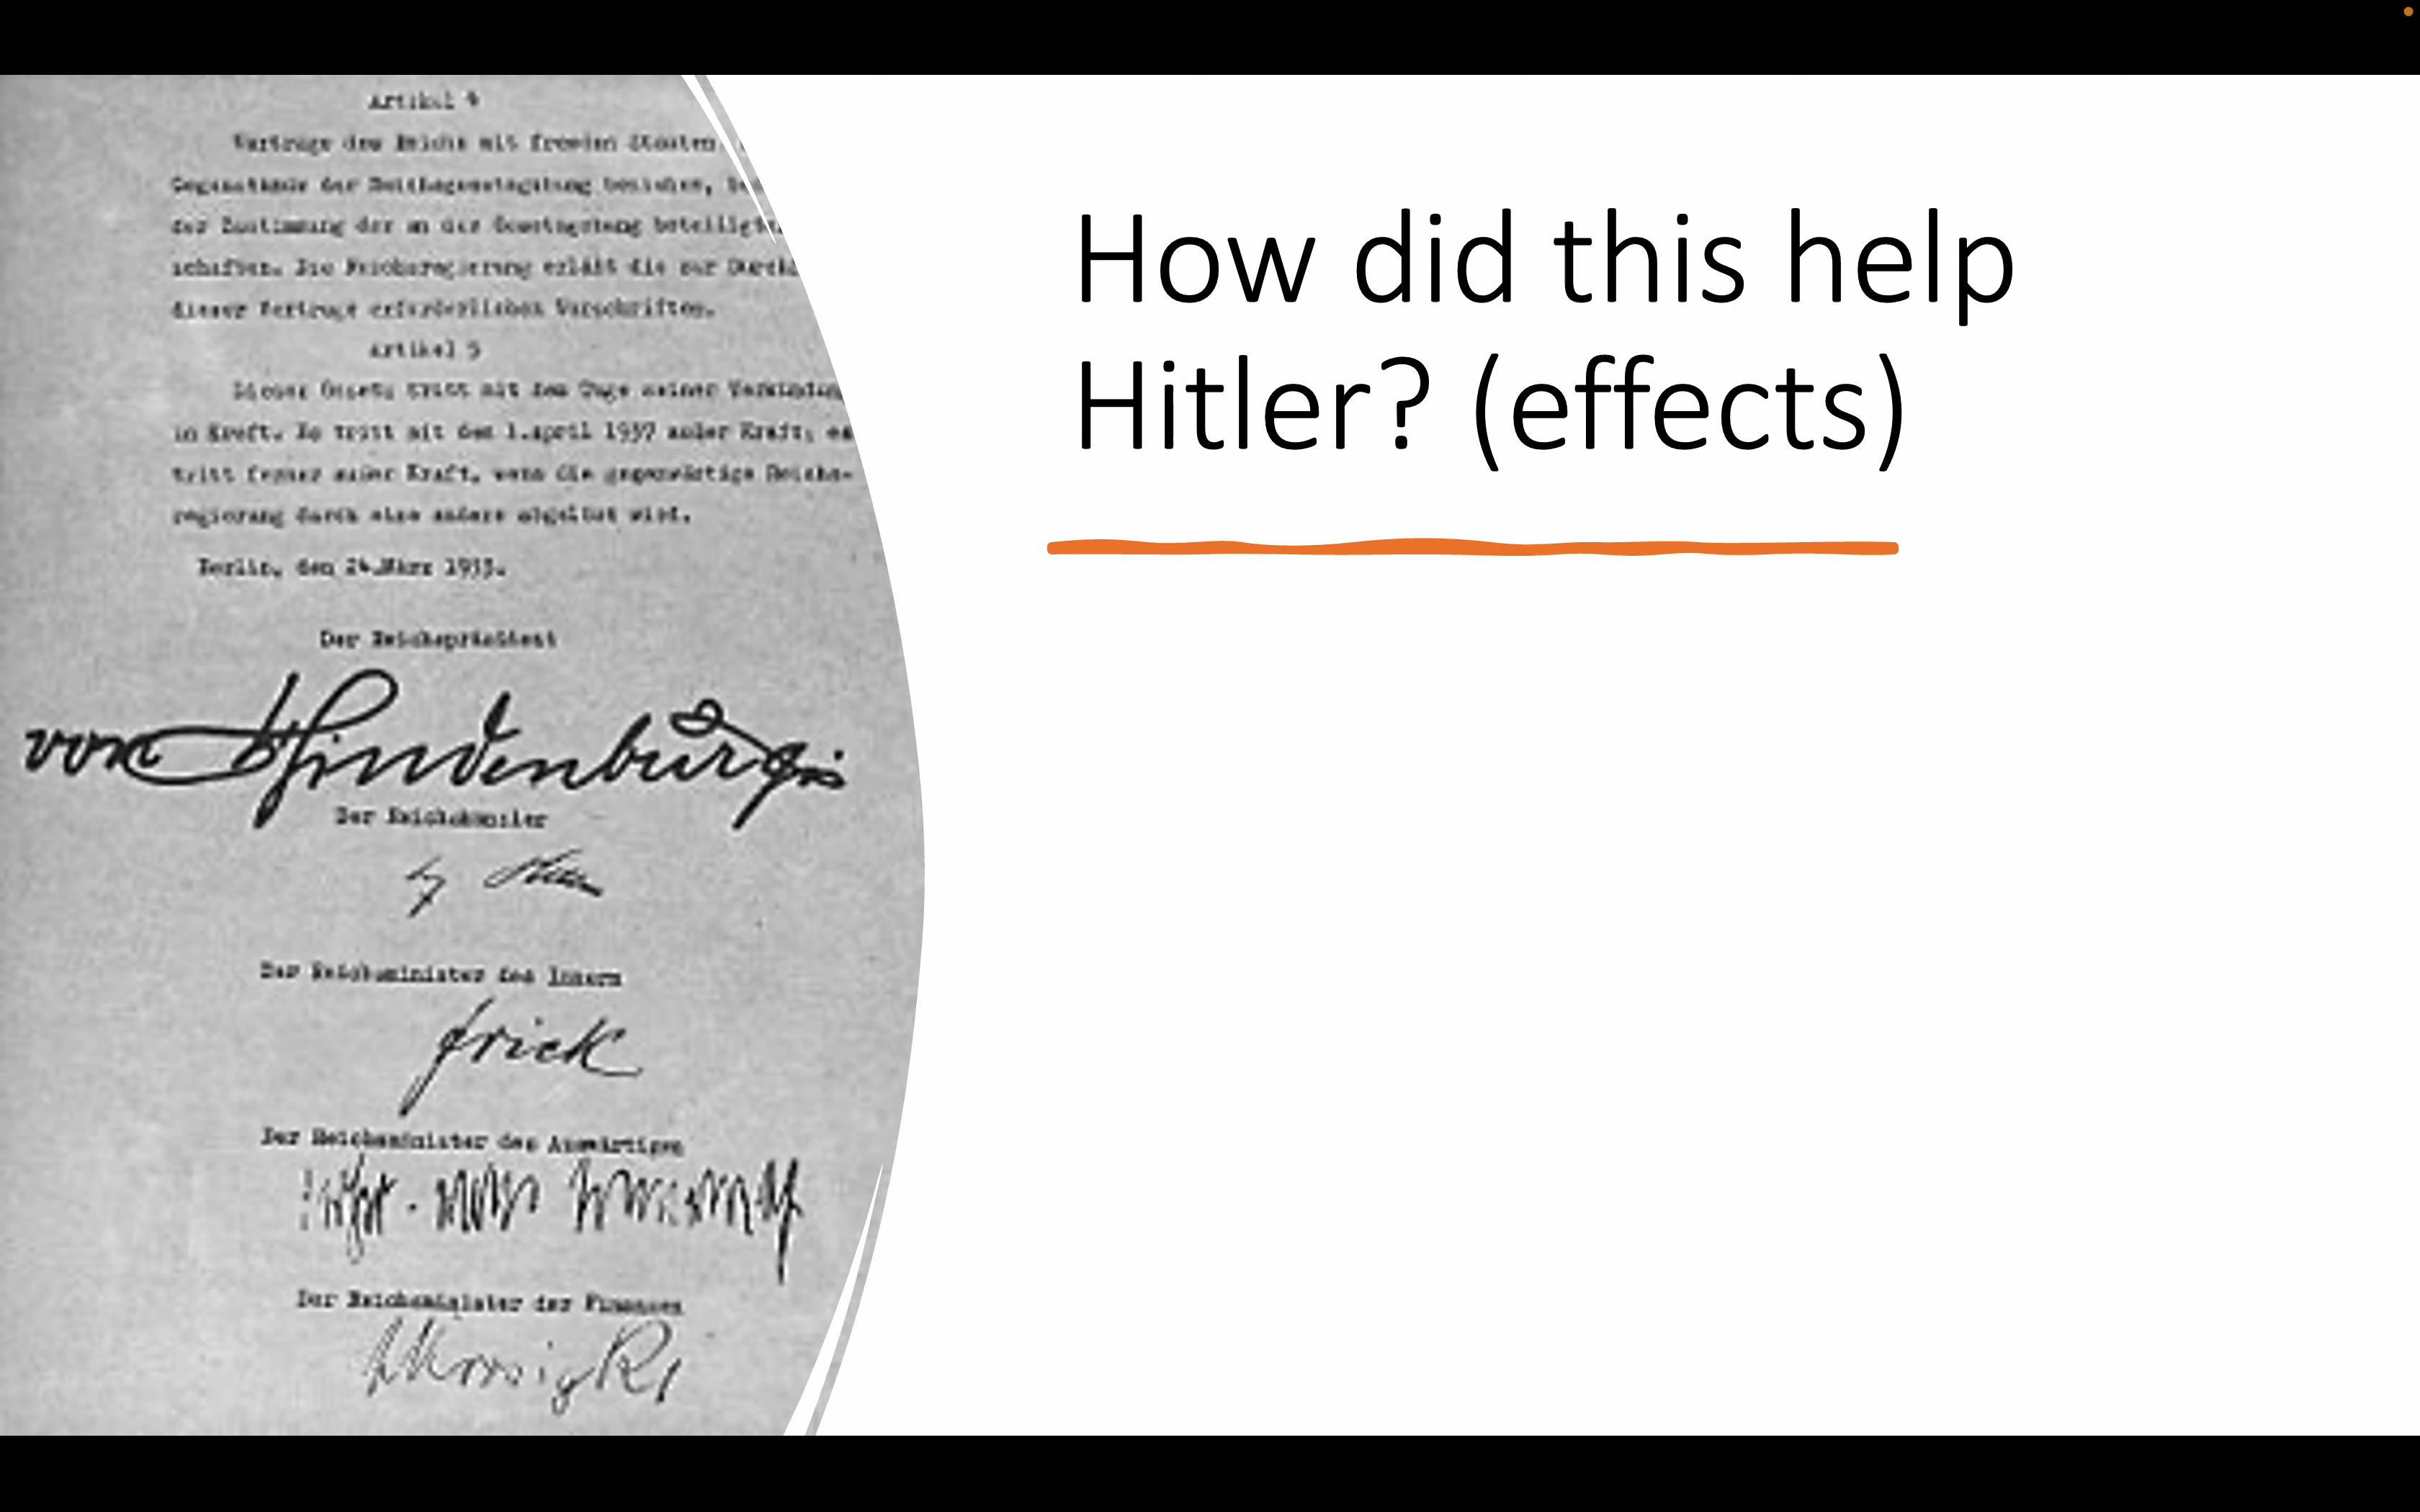 Artikel 4
Verträge des Reichs mit fremden Staaten,
Gegenstände der Reichsgesetzgebung beziehen,
der Zustimmung der an der Gesetzgebung
schaften. Die Reichsregierung erläßt die zur
dieser Verträge erforderlichen Vorschriften.
Artikel 5
Dieses Gesetz tritt mit dem Tage seiner
in Kraft. Es tritt mit dem 1.April 1937 außer Kraft; es
tritt ferner außer Kraft, wenn die gegenwärtige Reichs-
regierung durch eine andere abgelöst wird.
Berlin, den 24.März 1933.
Der Reichspräsident
von Hindenburg
Der Reichskanzler
Der Reichsminister des Innern
Frick
Der Reichsminister des Auswärtigen
Der Reichsminister der Finanzen
How did this help
Hitler? (effects)